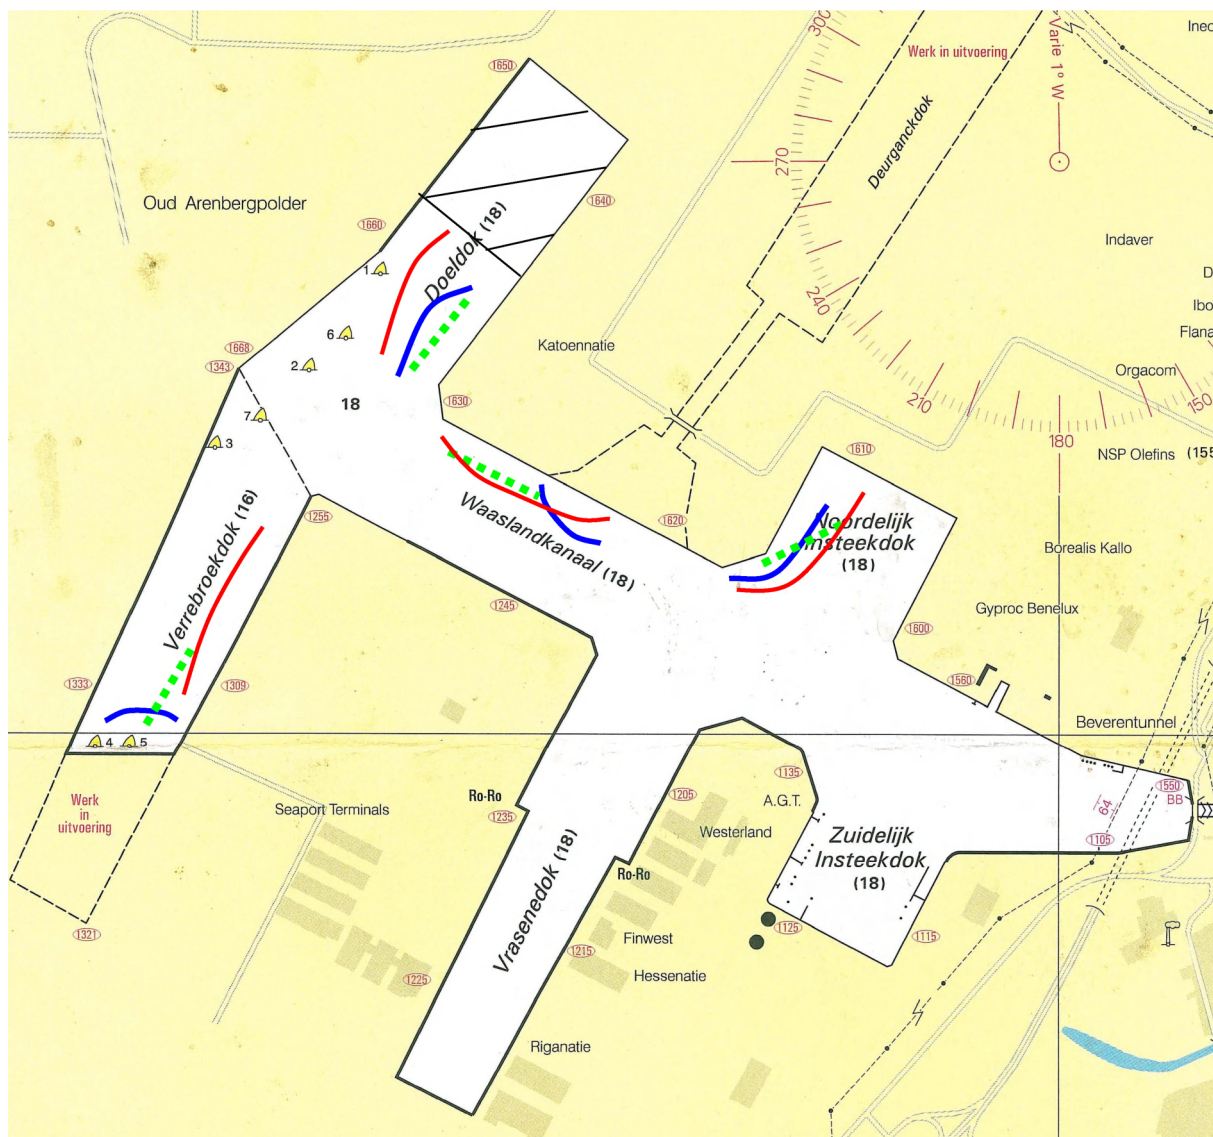 300
Varie 1° W
Inec
Werk in uitvoering
1650
Deurganckdok
270
Oud Arenbergpolder
1660
1640
Doeldok (18)
Indaver
D
1
240
Ibo
Flana
6
Katoennatie
1668
1343
2
18
Orgacom
210
150
1630
7
3
180
1610
NSP Olefins (155
Verrebroekdok (16)
1255
Waaslandkanaal (18)
1620
Noordelijk
Insteekdok
(18)
Borealis Kallo
1245
Gyproc Benelux
1600
1333
1309
1560
Beverentunnel
4
5
1135
1550
BB
Ro-Ro
1205
A.G.T.
64
Werk
in
uitvoering
Seaport Terminals
1235
Westerland
1105
Zuidelijk
Insteekdok
(18)
Vrasenedok (18)
Ro-Ro
1321
1125
1115
Finwest
1215
Hessenatie
1225
Riganatie